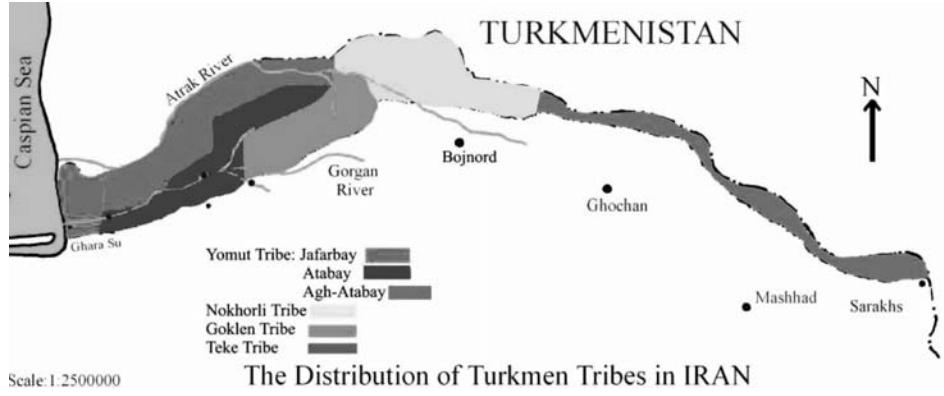 TURKMENISTAN
Caspian Sea
Atrak River
N
Bojnord
Gorgan
River
Ghochan
Ghara Su
Yomut Tribe: Jafarbay
Atabay
Agh-Atabay
Mashhad
Sarakhs
Nokhorli Tribe
Goklen Tribe
Teke Tribe
Scale:1:2500000
The Distribution of Turkmen Tribes in IRAN